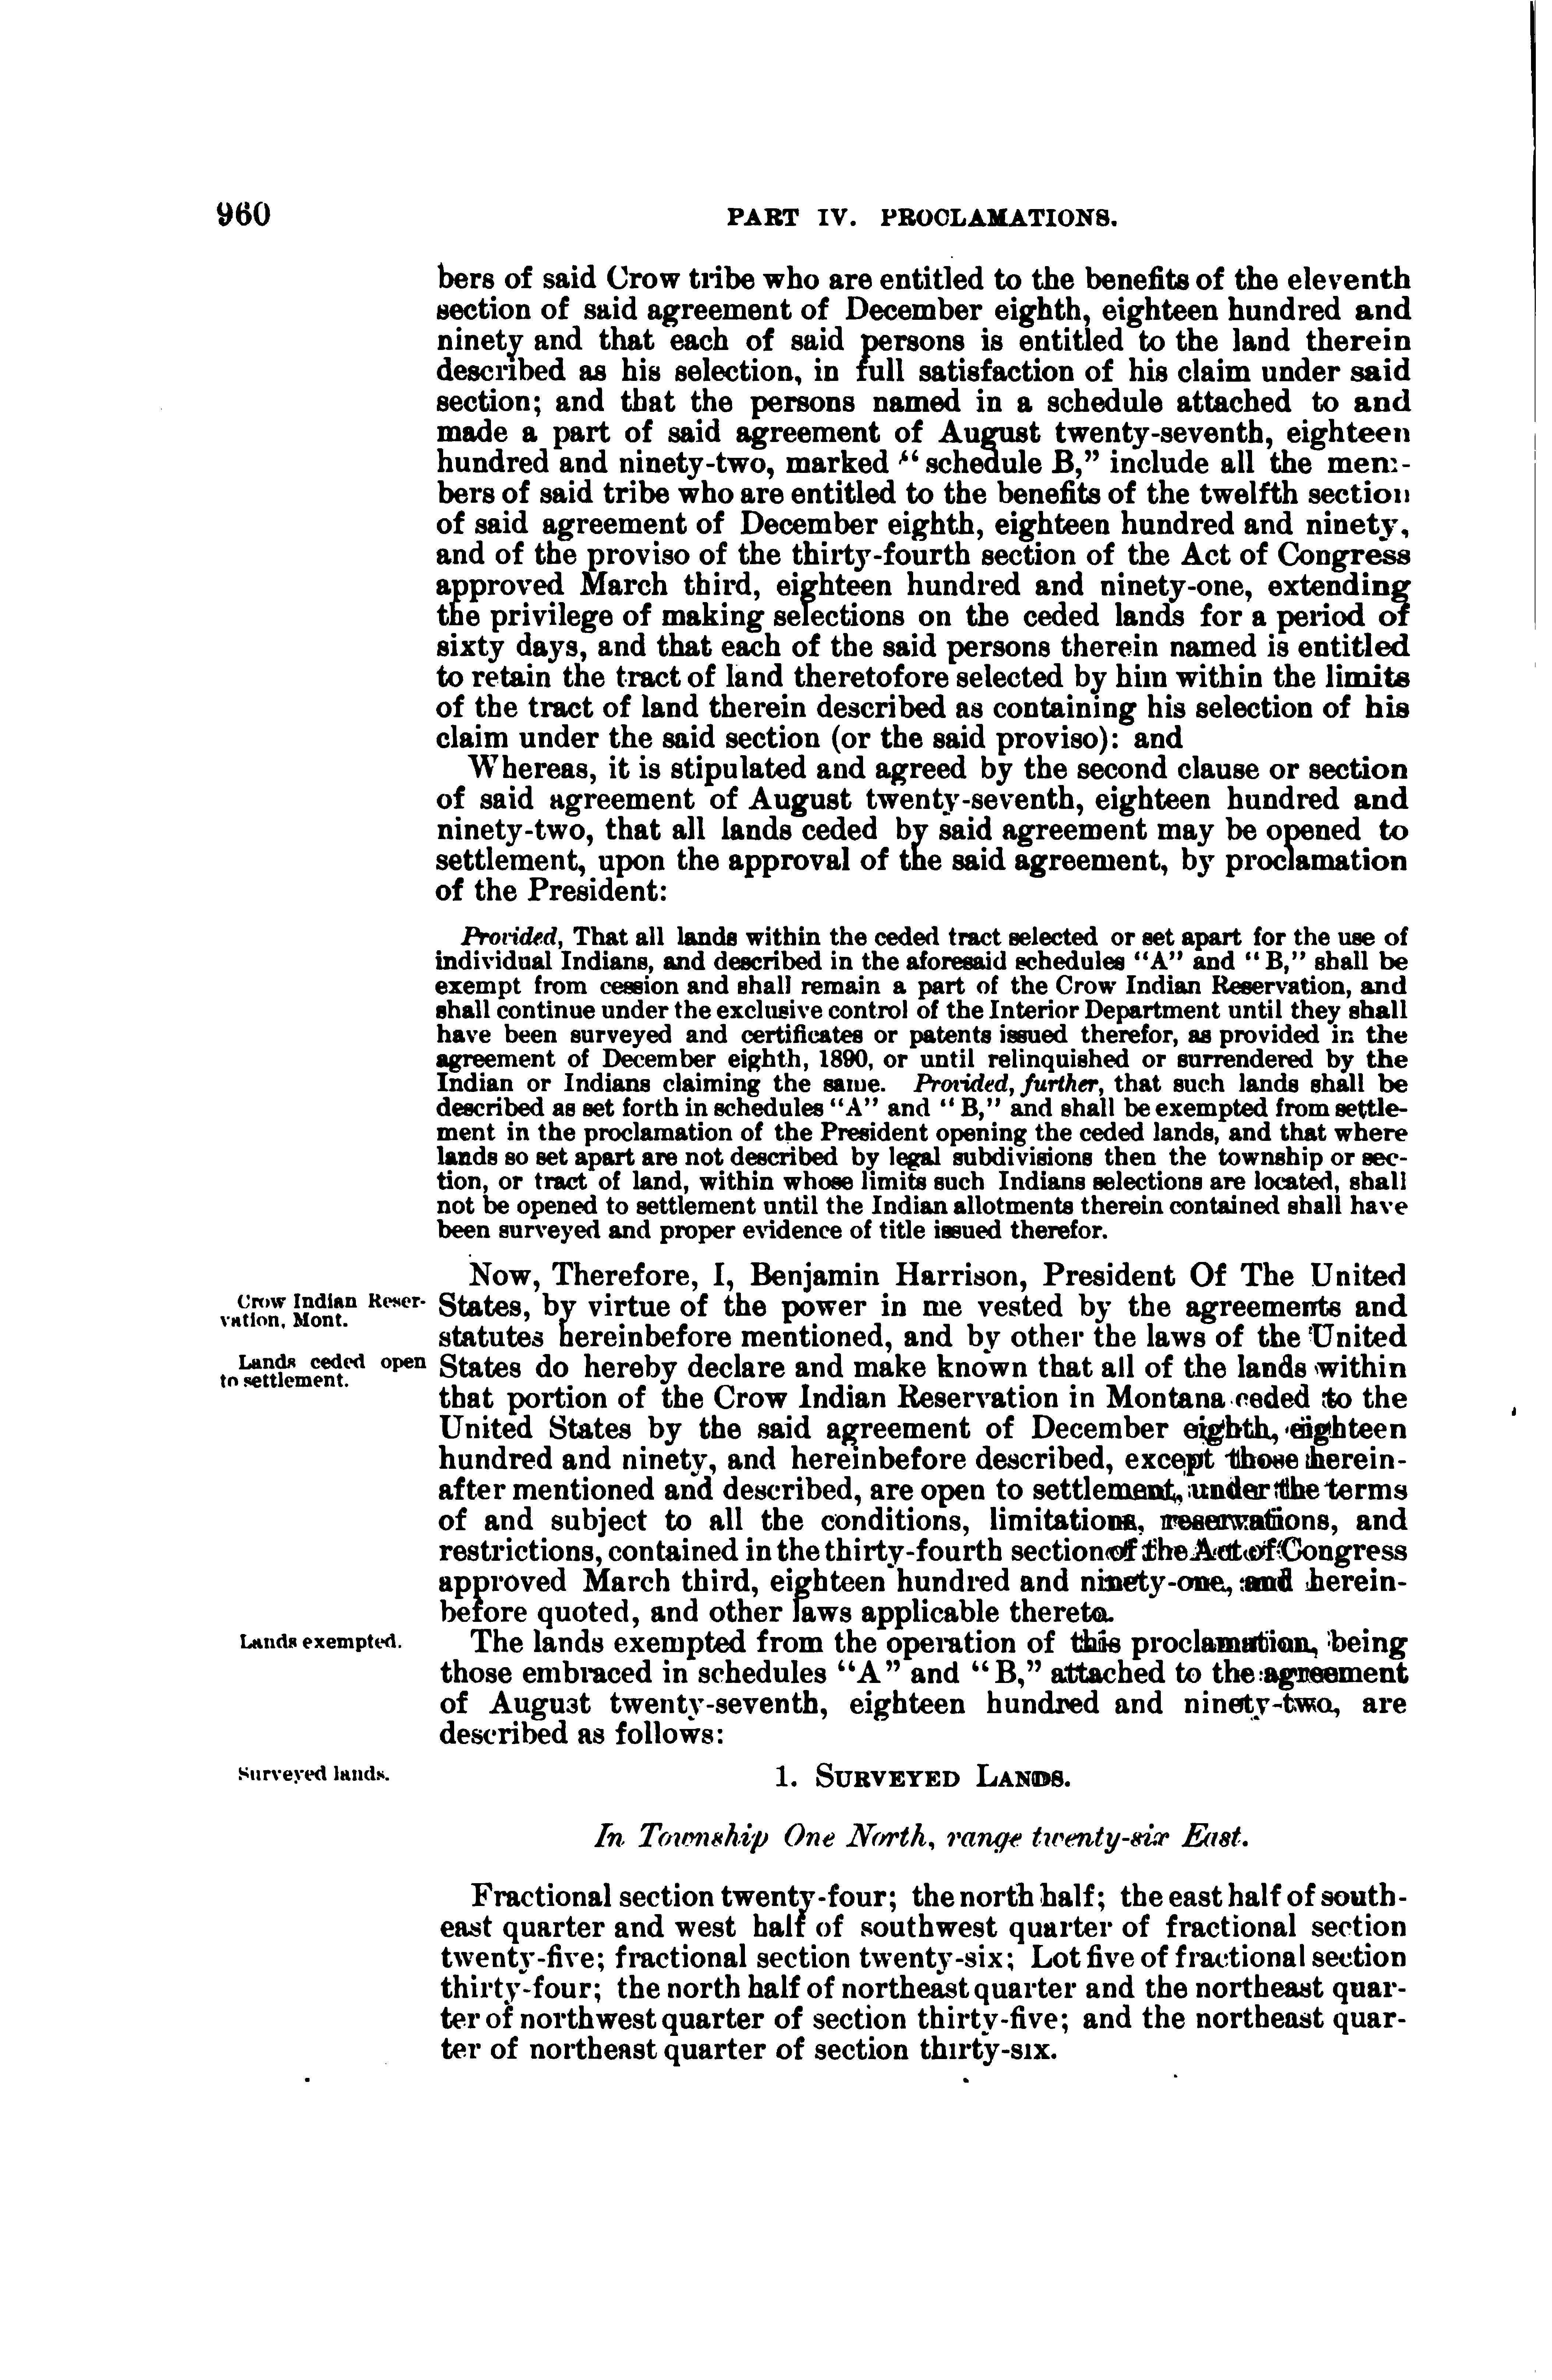 960
PART IV. PROCLAMATIONS.
bers of said Crow tribe who are entitled to the benefits of the eleventh
section of said agreement of December eighth, eighteen hundred and
ninety and that each of said persons is entitled to the land therein
described as his selection, in full satisfaction of his claim under said
section; and that the persons named in a schedule attached to and
made a part of said agreement of August twenty-seventh, eighteen
hundred and ninety-two, marked "schedule B," include all the mem-
bers of said tribe who are entitled to the benefits of the twelfth section
of said agreement of December eighth, eighteen hundred and ninety,
and of the proviso of the thirty-fourth section of the Act of Congress
approved March third, eighteen hundred and ninety-one, extending
the privilege of making selections on the ceded lands for a period of
sixty days, and that each of the said persons therein named is entitled
to retain the tract of land theretofore selected by him within the limits
of the tract of land therein described as containing his selection of his
claim under the said section (or the said proviso): and
Whereas, it is stipulated and agreed by the second clause or section
of said agreement of August twenty-seventh, eighteen hundred and
ninety-two, that all lands ceded by said agreement may be opened to
settlement, upon the approval of the said agreement, by proclamation
of the President:
Provided, That all lands within the ceded tract selected or set apart for the use of
individual Indians, and described in the aforesaid schedules "A" and "B," shall be
exempt from cession and shall remain a part of the Crow Indian Reservation, and
shall continue under the exclusive control of the Interior Department until they shall
have been surveyed and certificates or patents issued therefor, as provided in the
agreement of December eighth, 1890, or until relinquished or surrendered by the
Indian or Indians claiming the same. Provided, further, that such lands shall be
described as set forth in schedules "A" and "B," and shall be exempted from settle-
ment in the proclamation of the President opening the ceded lands, and that where
lands so set apart are not described by legal subdivisions then the township or sec-
tion, or tract of land, within whose limits such Indians selections are located, shall
not be opened to settlement until the Indian allotments therein contained shall have
been surveyed and proper evidence of title issued therefor.
Now, Therefore, I, Benjamin Harrison, President Of The United
Crow Indian Reser-
vation, Mont.
States, by virtue of the power in me vested by the agreements and
statutes hereinbefore mentioned, and by other the laws of the United
Lands ceded open
to settlement.
States do hereby declare and make known that all of the lands within
that portion of the Crow Indian Reservation in Montana ceded to the
United States by the said agreement of December eighth, eighteen
hundred and ninety, and hereinbefore described, except those herein-
after mentioned and described, are open to settlement, under the terms
of and subject to all the conditions, limitations, reservations, and
restrictions, contained in the thirty-fourth section of the Act of Congress
approved March third, eighteen hundred and ninety-one, and herein-
before quoted, and other laws applicable thereto.
Lands exempted.
The lands exempted from the operation of this proclamation, being
those embraced in schedules "A" and "B," attached to the agreement
of August twenty-seventh, eighteen hundred and ninety-two, are
described as follows:
Surveyed lands.
1. SURVEYED LANDS.
In Township One North, range twenty-six East.
Fractional section twenty-four; the north half; the east half of south-
east quarter and west half of southwest quarter of fractional section
twenty-five; fractional section twenty-six; Lot five of fractional section
thirty-four; the north half of northeast quarter and the northeast quar-
ter of northwest quarter of section thirty-five; and the northeast quar-
ter of northeast quarter of section thirty-six.